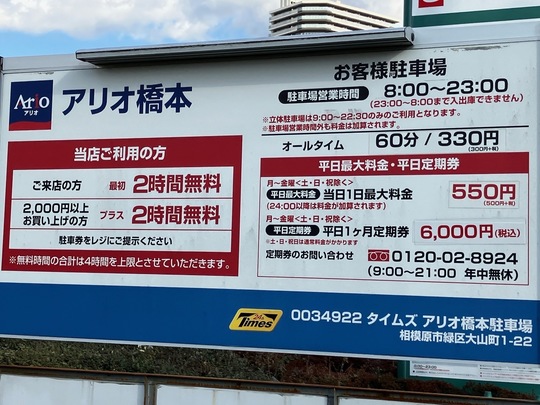 Ario
アリオ
アリオ橋本
当店ご利用の方
ご来店の方 最初 2時間無料
2,000円以上
お買い上げの方 プラス 2時間無料
駐車券をレジにご提示ください
※無料時間の合計は4時間を上限とさせていただきます。
お客様駐車場
駐車場営業時間 8:00〜23:00
(23:00〜8:00まで入出庫できません)
※立体駐車場は9:00〜22:30のみのご利用となります。
※駐車場営業時間外も料金は加算されます。
オールタイム 60分/330円
(300円+税)
平日最大料金・平日定期券
月〜金曜<土・日・祝除く>
平日最大料金 当日1日最大料金 550円
(24:00以降は料金が加算されます) (500円+税)
月〜金曜<土・日・祝除く>
平日定期券 平日1ヶ月定期券 6,000円(税込)
※土・日・祝日は通常料金がかかります
定期券のお問い合わせ 0120-02-8924
(9:00〜21:00 年中無休)
24h
Times
0034922 タイムズ アリオ橋本駐車場
相模原市緑区大山町1-22